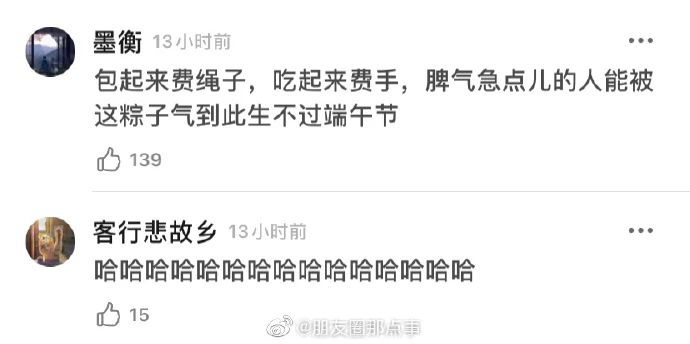 墨衡 13小时前
包起来费绳子，吃起来费手，脾气急点儿的人能被
这粽子气到此生不过端午节
139
客行悲故乡 13小时前
哈哈哈哈哈哈哈哈哈哈哈哈哈哈哈
15
@朋友圈那点事